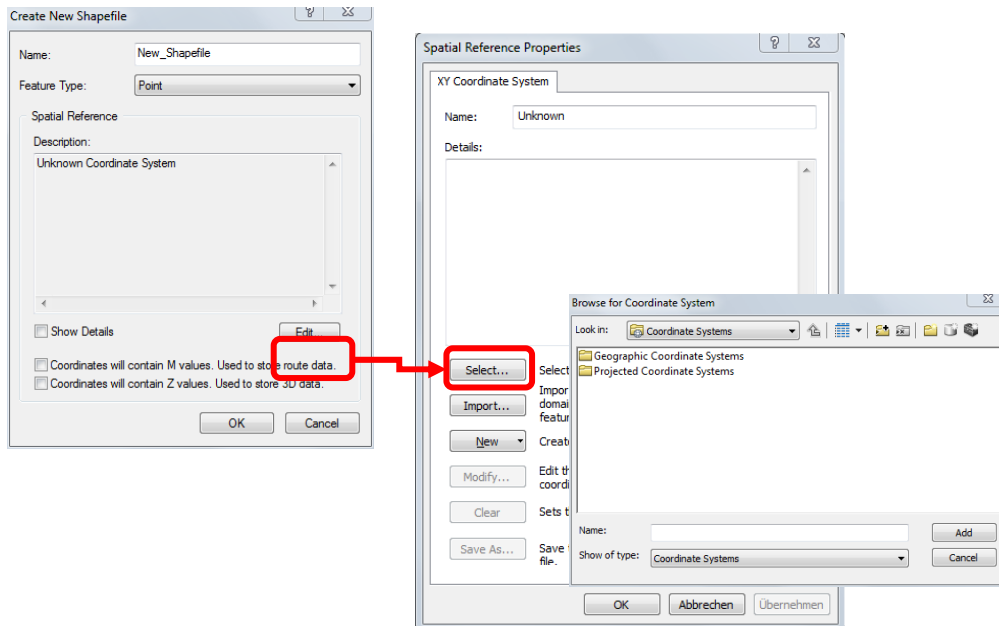 Create New Shapefile
Name:
New_Shapefile
Feature Type:
Point
Spatial Reference
Description:
Unknown Coordinate System
Show Details
Edit...
Coordinates will contain M values. Used to store route data.
Coordinates will contain Z values. Used to store 3D data.
OK
Cancel
Spatial Reference Properties
XY Coordinate System
Name:
Unknown
Details:
Select...
Select
Import...
Impor
domai
featur
New
Create
Modify...
Edit th
coordi
Clear
Sets t
Save As...
Save
file.
OK
Abbrechen
Übernehmen
Browse for Coordinate System
Look in:
Coordinate Systems
Geographic Coordinate Systems
Projected Coordinate Systems
Name:
Add
Show of type:
Coordinate Systems
Cancel